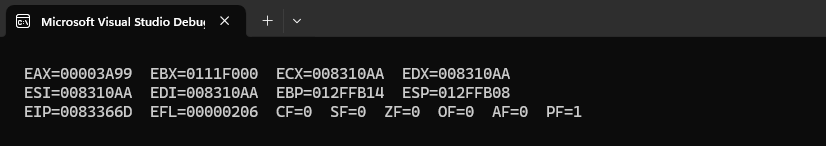 Microsoft Visual Studio Debug
EAX=00003A99 EBX=0111F000 ECX=008310AA EDX=008310AA
ESI=008310AA EDI=008310AA EBP=012FFB14 ESP=012FFB08
EIP=0083366D EFL=00000206 CF=0 SF=0 ZF=0 OF=0 AF=0 PF=1